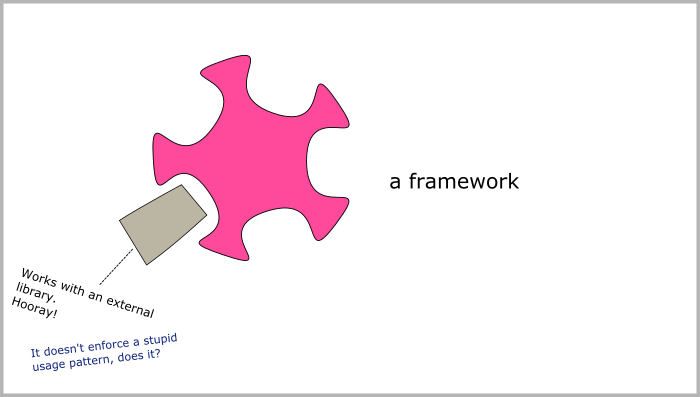 a framework
Works with an external
library.
Hooray!
It doesn't enforce a stupid
usage pattern, does it?